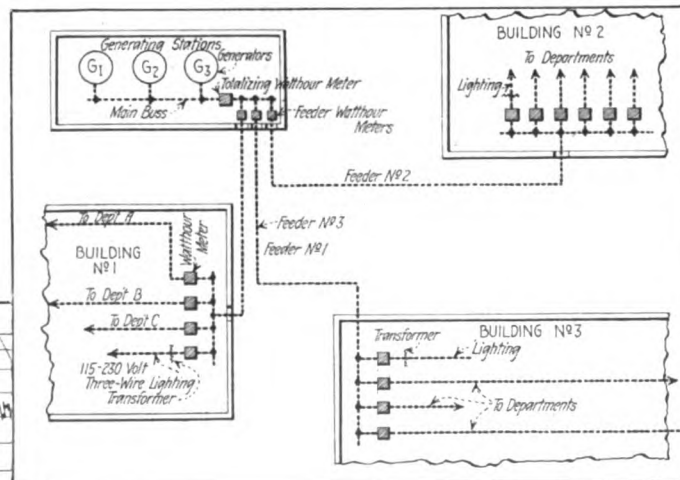 Generating Stations
Generators
G1
G2
G3
Totalizing Watthour Meter
Main Buss
Feeder Watthour
Meters
BUILDING Nº2
To Departments
Lighting
Feeder Nº2
Feeder Nº3
Feeder Nº1
To Dept A
BUILDING
Nº1
Watthour
Meter
To Dept B
To Dept C
115-230 Volt
Three-Wire Lighting
Transformer
BUILDING Nº3
Transformer
Lighting
To Departments